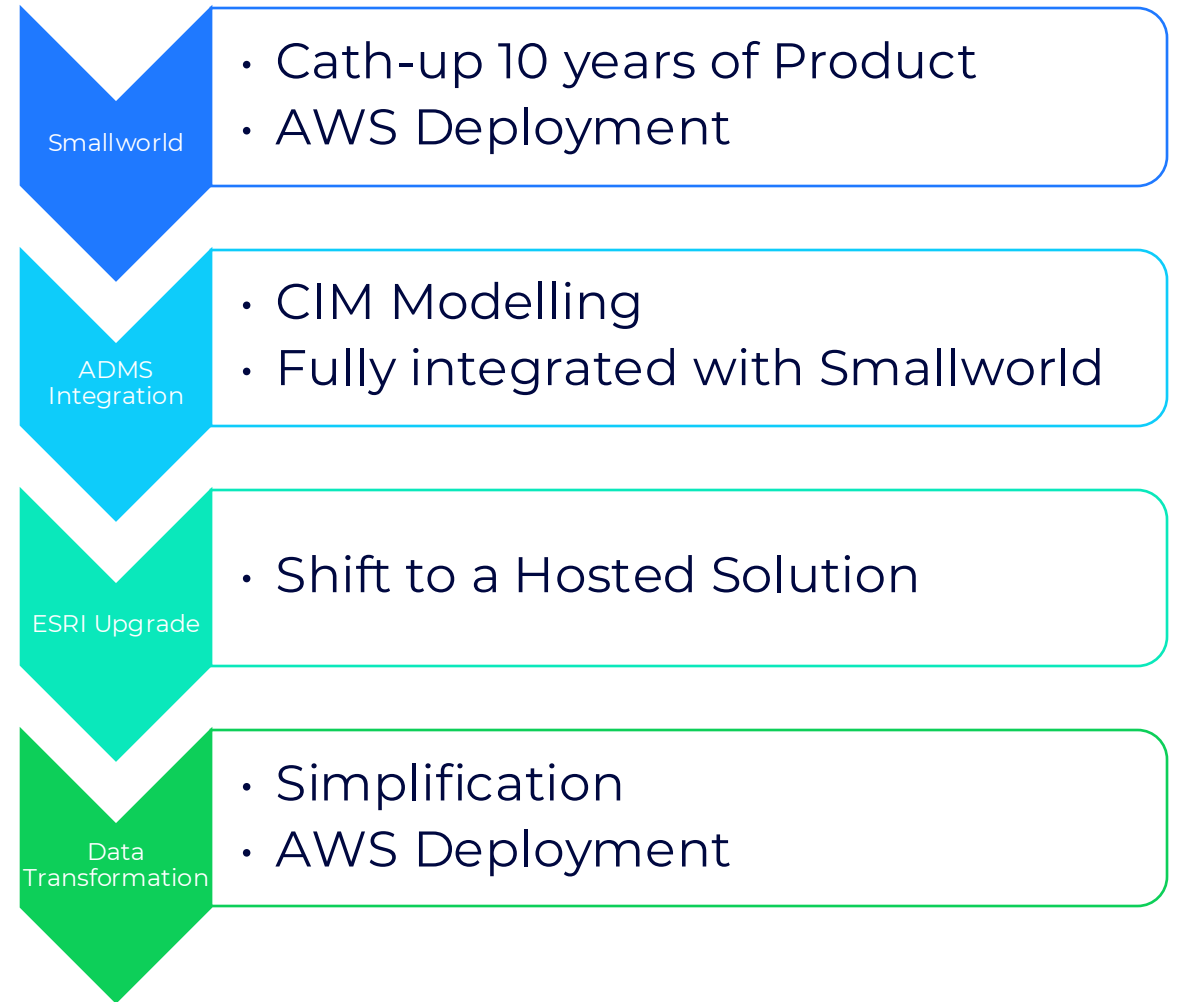 Smallworld
• Cath-up 10 years of Product
• AWS Deployment
ADMS
Integration
• CIM Modelling
• Fully integrated with Smallworld
ESRI Upgrade
• Shift to a Hosted Solution
Data
Transformation
• Simplification
• AWS Deployment